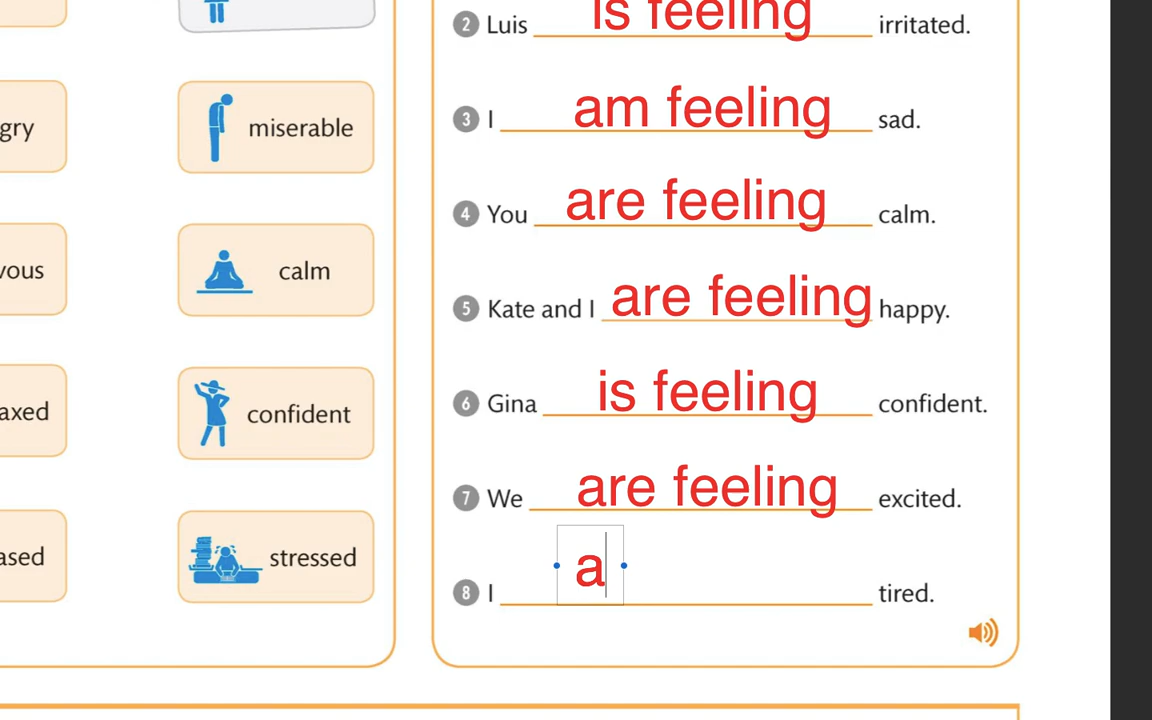 2 Luis is feeling irritated.
gry
miserable
3 I am feeling sad.
4 You are feeling calm.
vous
calm
5 Kate and I are feeling happy.
axed
confident
6 Gina is feeling confident.
7 We are feeling excited.
ased
stressed
8 I a tired.